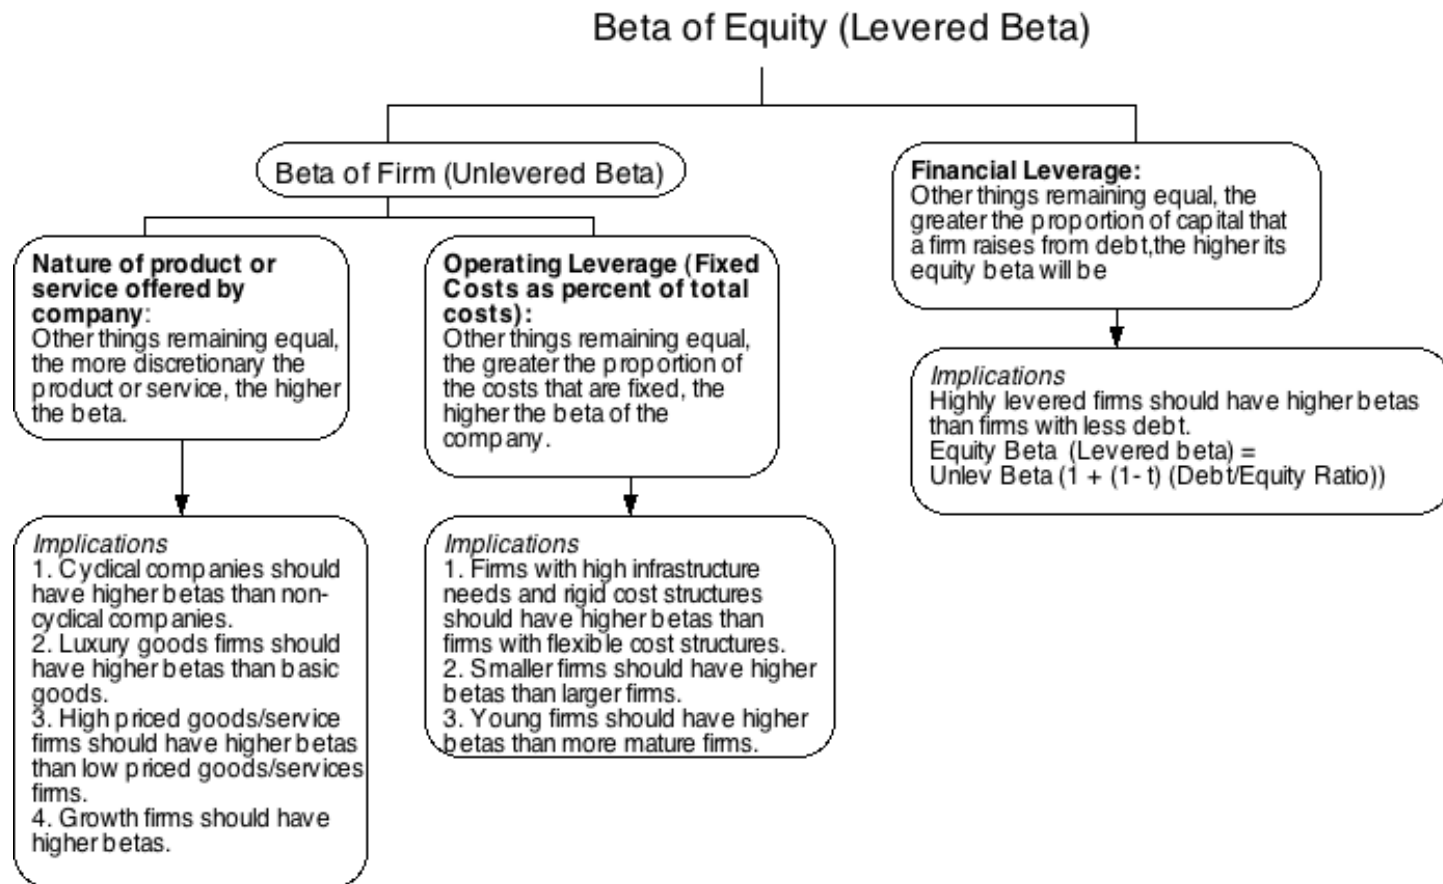 Beta of Equity (Levered Beta)
Beta of Firm (Unlevered Beta)
Nature of product or
service offered by
company:
Other things remaining equal,
the more discretionary the
product or service, the higher
the beta.
Operating Leverage (Fixed
Costs as percent of total
costs):
Other things remaining equal,
the greater the proportion of
the costs that are fixed, the
higher the beta of the
company.
Financial Leverage:
Other things remaining equal, the
greater the proportion of capital that
a firm raises from debt,the higher its
equity beta will be
Implications
1. Cyclical companies should
have higher betas than non-
cyclical companies.
2. Luxury goods firms should
have higher betas than basic
goods.
3. High priced goods/service
firms should have higher betas
than low priced goods/services
firms.
4. Growth firms should have
higher betas.
Implications
1. Firms with high infrastructure
needs and rigid cost structures
should have higher betas than
firms with flexible cost structures.
2. Smaller firms should have higher
betas than larger firms.
3. Young firms should have higher
betas than more mature firms.
Implications
Highly levered firms should have higher betas
than firms with less debt.
Equity Beta (Levered beta) =
Unlev Beta (1 + (1- t) (Debt/Equity Ratio))